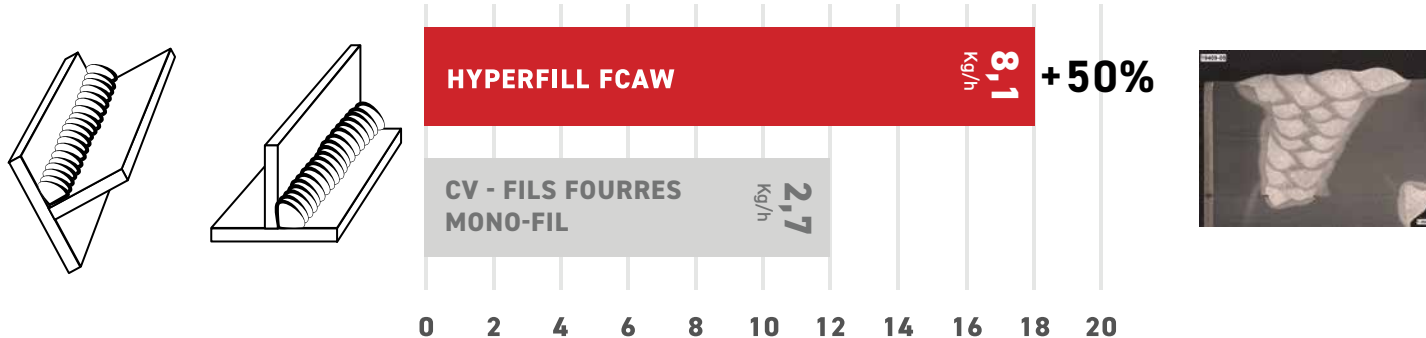 HYPERFILL FCAW
8,1
Kg/h
+50%
CV - FILS FOURRES
MONO-FIL
2,7
Kg/h
0 2 4 6 8 10 12 14 16 18 20